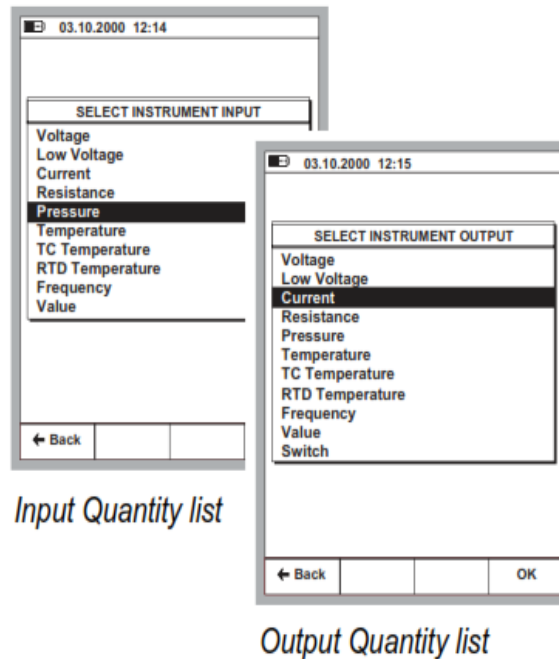 03.10.2000 12:14
SELECT INSTRUMENT INPUT
Voltage
Low Voltage
Current
Resistance
Pressure
Temperature
TC Temperature
RTD Temperature
Frequency
Value
← Back
Input Quantity list
03.10.2000 12:15
SELECT INSTRUMENT OUTPUT
Voltage
Low Voltage
Current
Resistance
Pressure
Temperature
TC Temperature
RTD Temperature
Frequency
Value
Switch
← Back OK
Output Quantity list